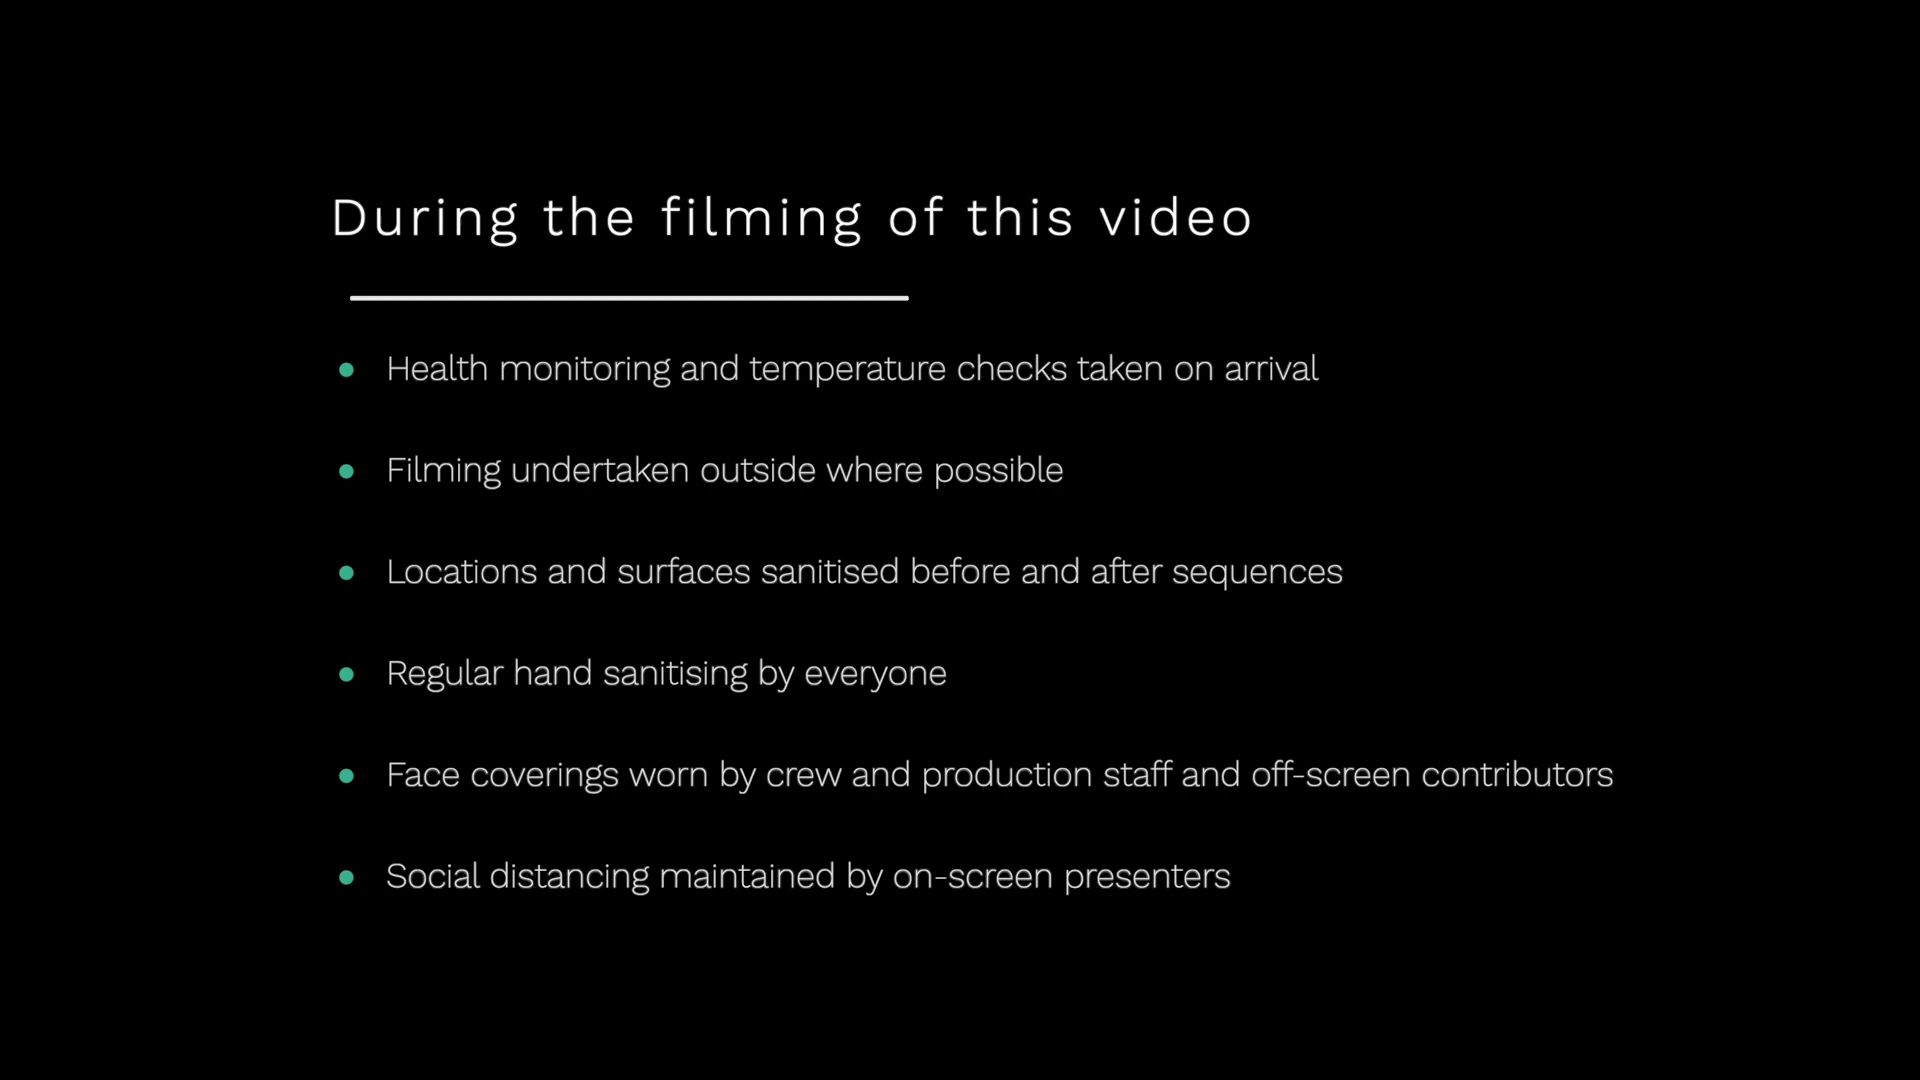 During the filming of this video
Health monitoring and temperature checks taken on arrival
Filming undertaken outside where possible
Locations and surfaces sanitised before and after sequences
Regular hand sanitising by everyone
Face coverings worn by crew and production staff and off-screen contributors
Social distancing maintained by on-screen presenters